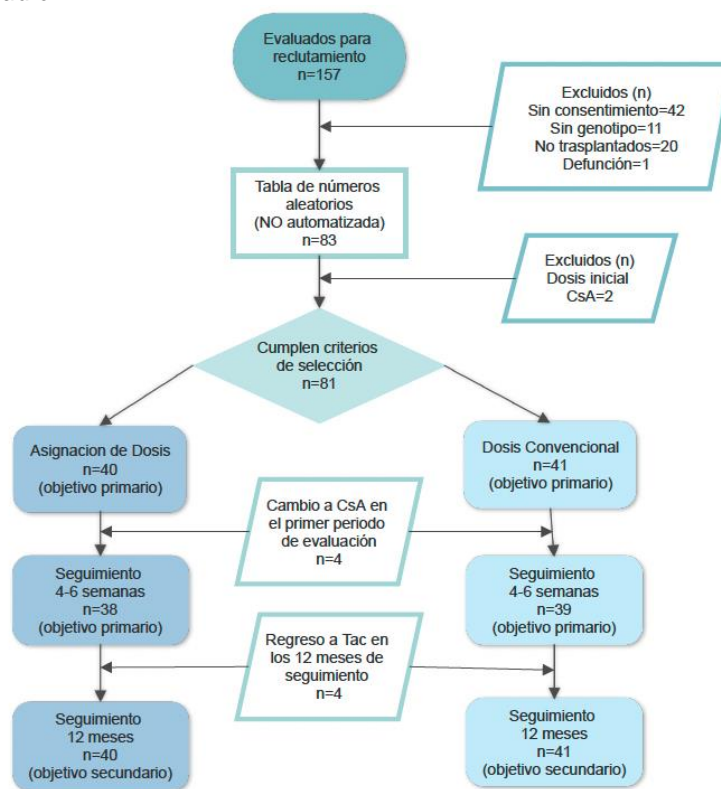 Evaluados para
reclutamiento
n=157
Excluidos (n)
Sin consentimiento=42
Sin genotipo=11
No trasplantados=20
Defunción=1
Tabla de números
aleatorios
(NO automatizada)
n=83
Excluidos (n)
Dosis inicial
CsA=2
Cumplen criterios
de selección
n=81
Asignacion de Dosis
n=40
(objetivo primario)
Dosis Convencional
n=41
(objetivo primario)
Cambio a CsA en
el primer periodo
de evaluación
n=4
Seguimiento
4-6 semanas
n=38
(objetivo primario)
Seguimiento
4-6 semanas
n=39
(objetivo primario)
Regreso a Tac en
los 12 meses de
seguimiento
n=4
Seguimiento
12 meses
n=40
(objetivo secundario)
Seguimiento
12 meses
n=41
(objetivo secundario)